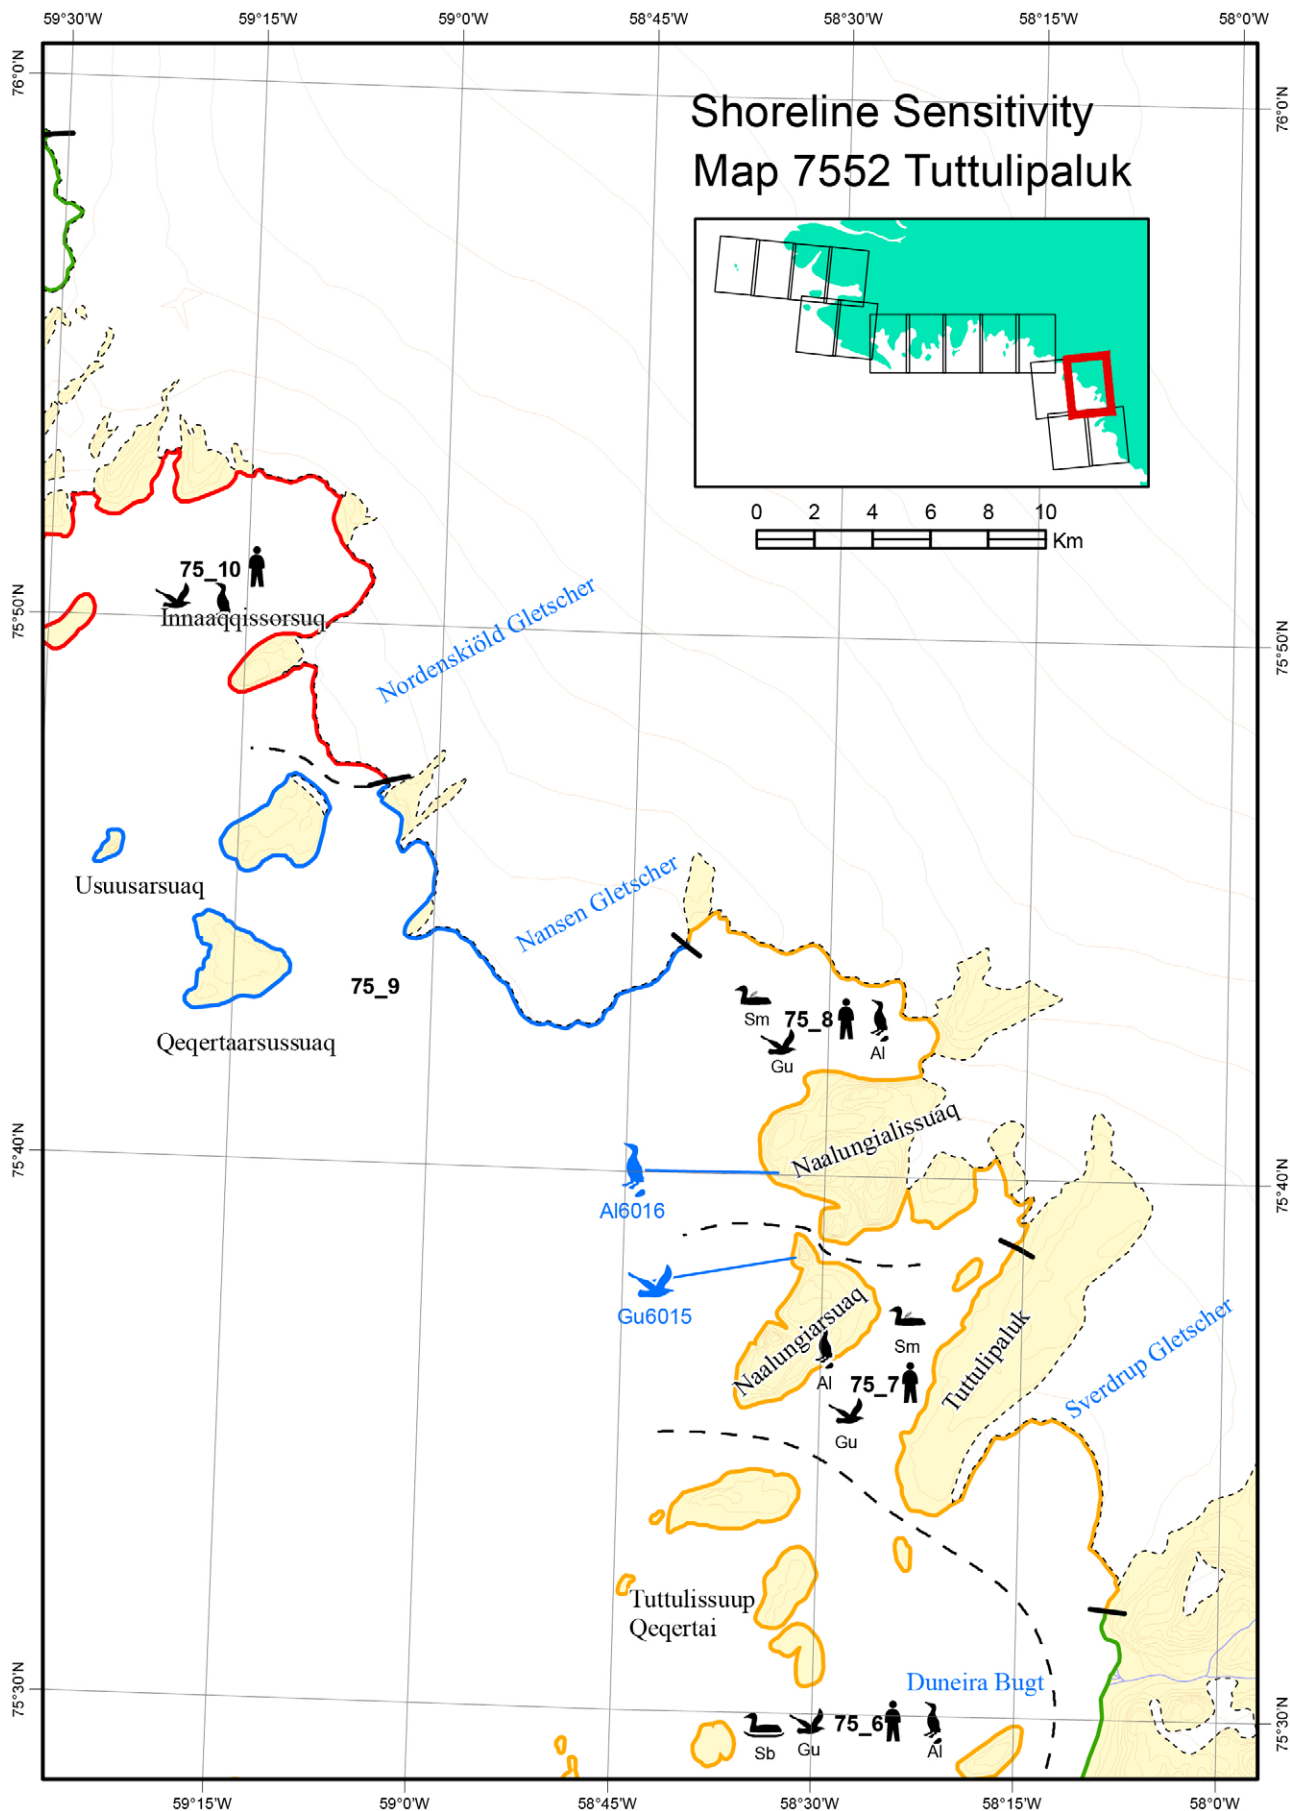 59°30'W 59°15'W 59°0'W 58°45'W 58°30'W 58°15'W 58°0'W
76°0'N
76°0'N
Shoreline Sensitivity
Map 7552 Tuttulipaluk
0 2 4 6 8 10
Km
75_10
Innaaqqissorsuq
75°50'N
75°50'N
Nordenskiöld Gletscher
Usuusarsuaq
Nansen Gletscher
75_9
Qeqertaarsussuaq
75_8
Sm
Gu
Al
Naalungialissuaq
75°40'N
75°40'N
Al6016
Gu6015
Naalungiarsuaq
Sm
Al
75_7
Gu
Tuttulipaluk
Sverdrup Gletscher
Tuttulissuup
Qeqertai
Duneira Bugt
75°30'N
75°30'N
75_6
Sb
Gu
Al
59°15'W 59°0'W 58°45'W 58°30'W 58°15'W 58°0'W